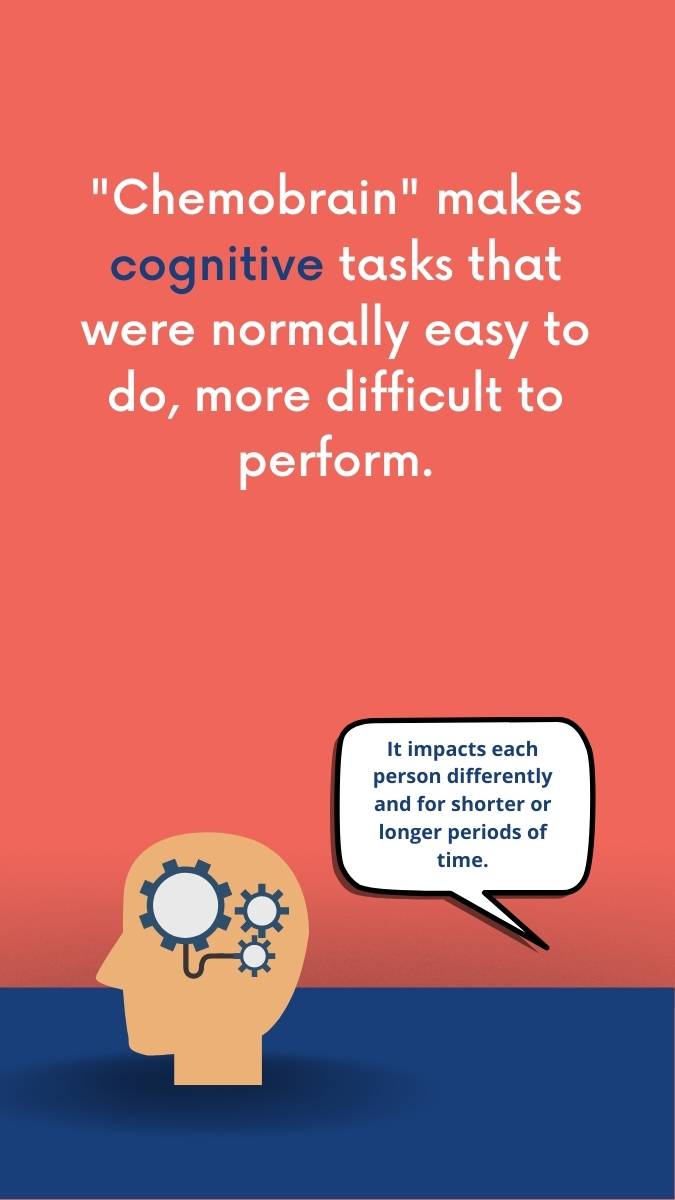 "Chemobrain" makes
cognitive tasks that
were normally easy to
do, more difficult to
perform.
It impacts each
person differently
and for shorter or
longer periods of
time.